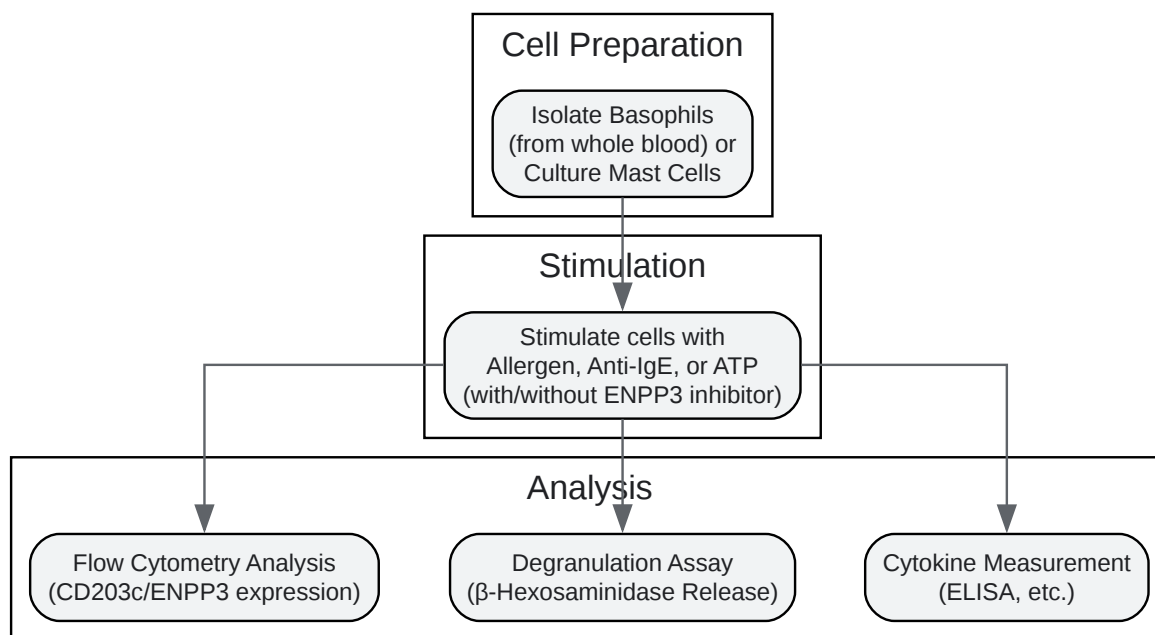 Cell Preparation
Isolate Basophils
(from whole blood) or
Culture Mast Cells
Stimulation
Stimulate cells with
Allergen, Anti-IgE, or ATP
(with/without ENPP3 inhibitor)
Analysis
Flow Cytometry Analysis
(CD203c/ENPP3 expression)
Degranulation Assay
(β-Hexosaminidase Release)
Cytokine Measurement
(ELISA, etc.)